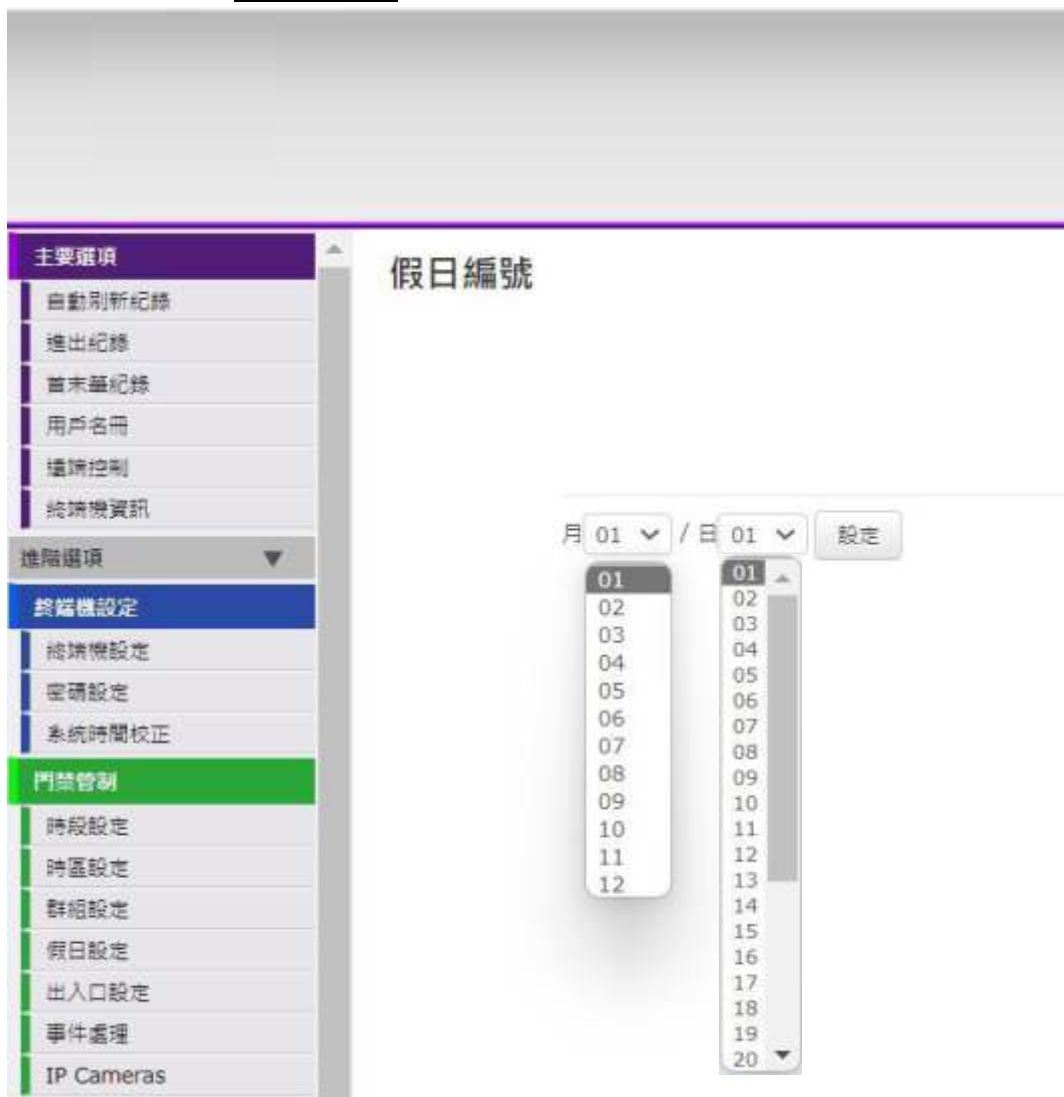 主要選項
自動刷新紀錄
進出紀錄
首末筆紀錄
用戶名冊
遠端控制
終端機資訊
進階選項 ▼
終端機設定
終端機設定
密碼設定
系統時間校正
門禁管制
時段設定
時區設定
群組設定
假日設定
出入口設定
事件處理
IP Cameras
假日編號
月 01 / 日 01 設定
01
02
03
04
05
06
07
08
09
10
11
12
01
02
03
04
05
06
07
08
09
10
11
12
13
14
15
16
17
18
19
20